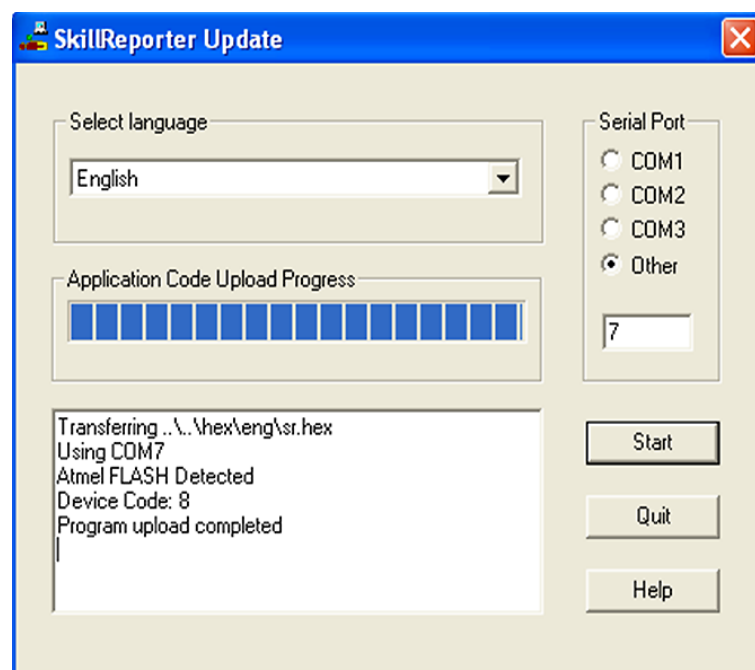 SkillReporter Update
Select language
English
Serial Port
COM1
COM2
COM3
Other
7
Application Code Upload Progress
Transferring ..\..\hex\eng\sr.hex
Using COM7
Atmel FLASH Detected
Device Code: 8
Program upload completed
Start
Quit
Help